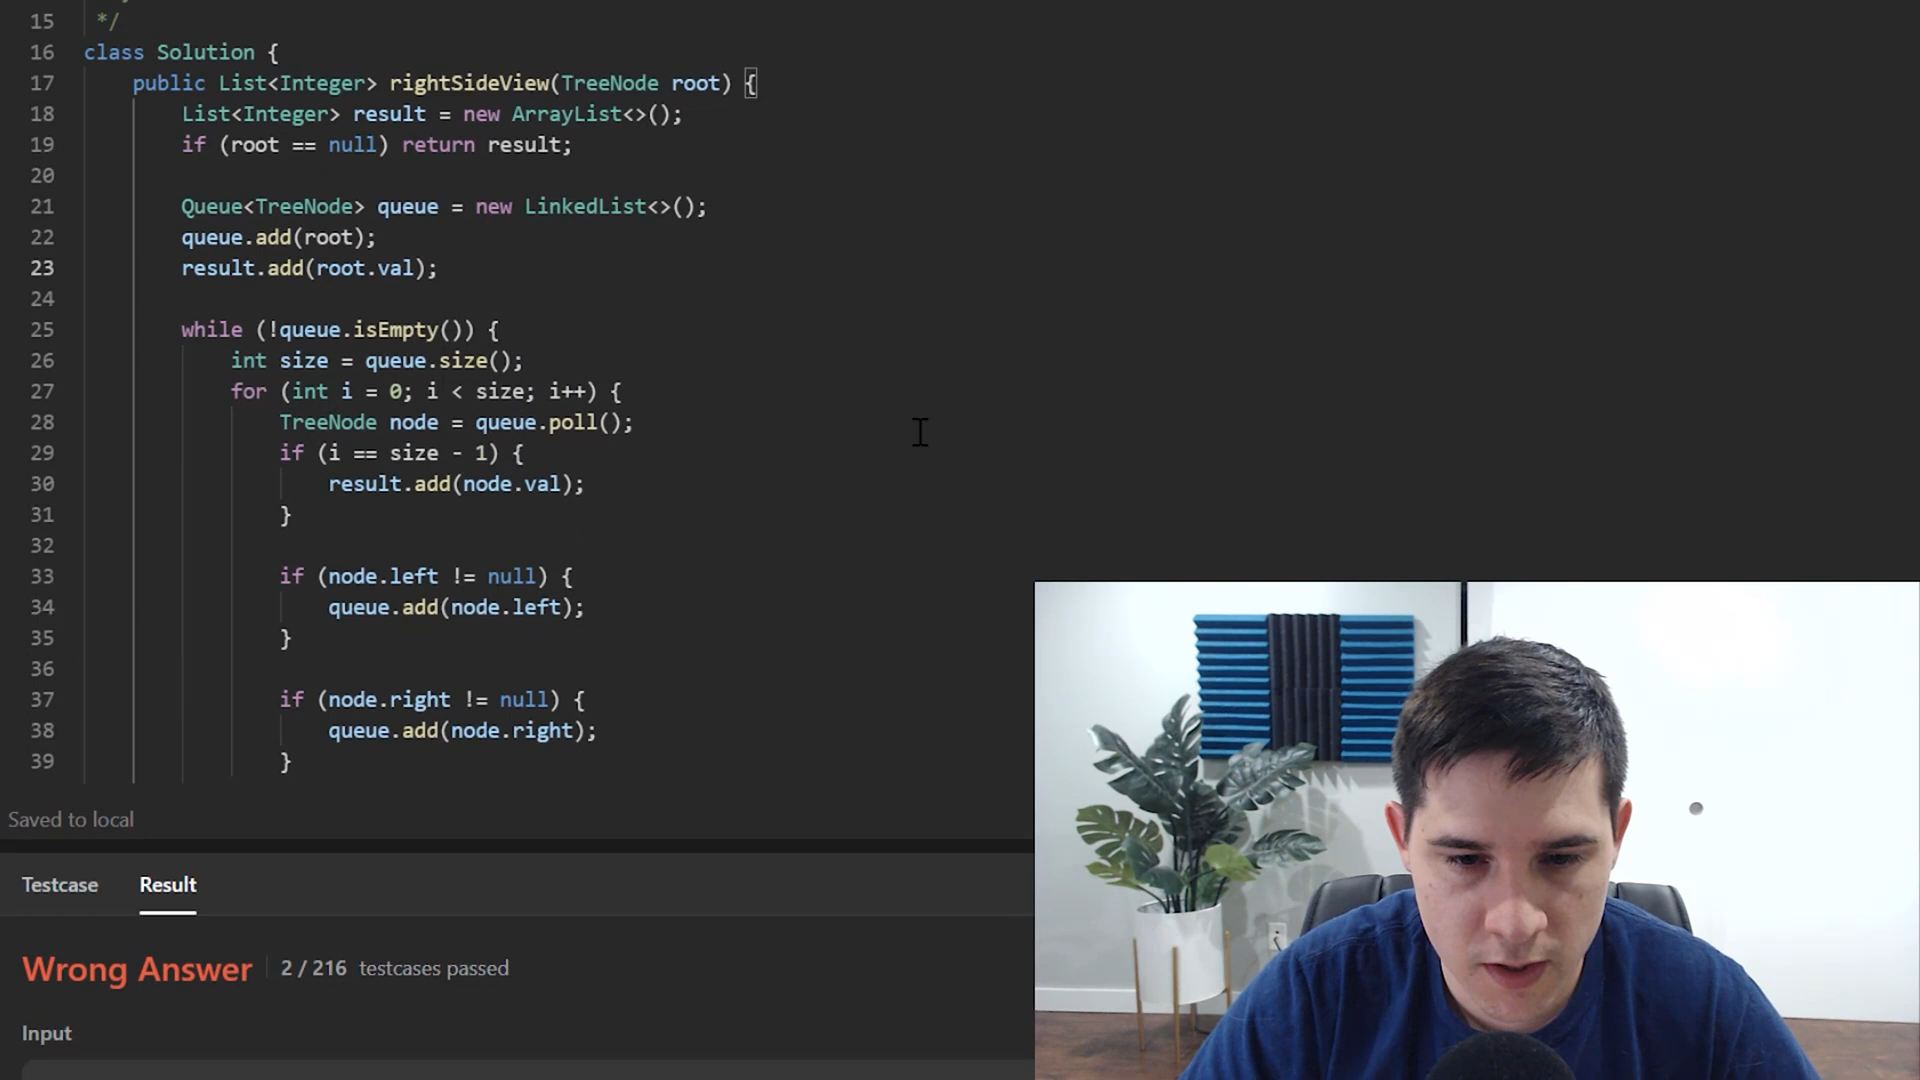 15 */
16 class Solution {
17 public List<Integer> rightSideView(TreeNode root) {
18 List<Integer> result = new ArrayList<>();
19 if (root == null) return result;
20
21 Queue<TreeNode> queue = new LinkedList<>();
22 queue.add(root);
23 result.add(root.val);
24
25 while (!queue.isEmpty()) {
26 int size = queue.size();
27 for (int i = 0; i < size; i++) {
28 TreeNode node = queue.poll();
29 if (i == size - 1) {
30 result.add(node.val);
31 }
32
33 if (node.left != null) {
34 queue.add(node.left);
35 }
36
37 if (node.right != null) {
38 queue.add(node.right);
39 }
Saved to local
Testcase Result
Wrong Answer 2 / 216 testcases passed
Input